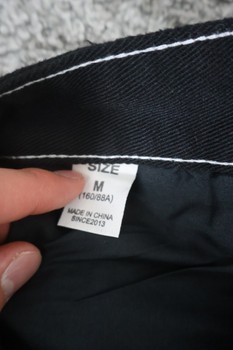 SIZE
M
(160/88A)
MADE IN CHINA
SINCE2013